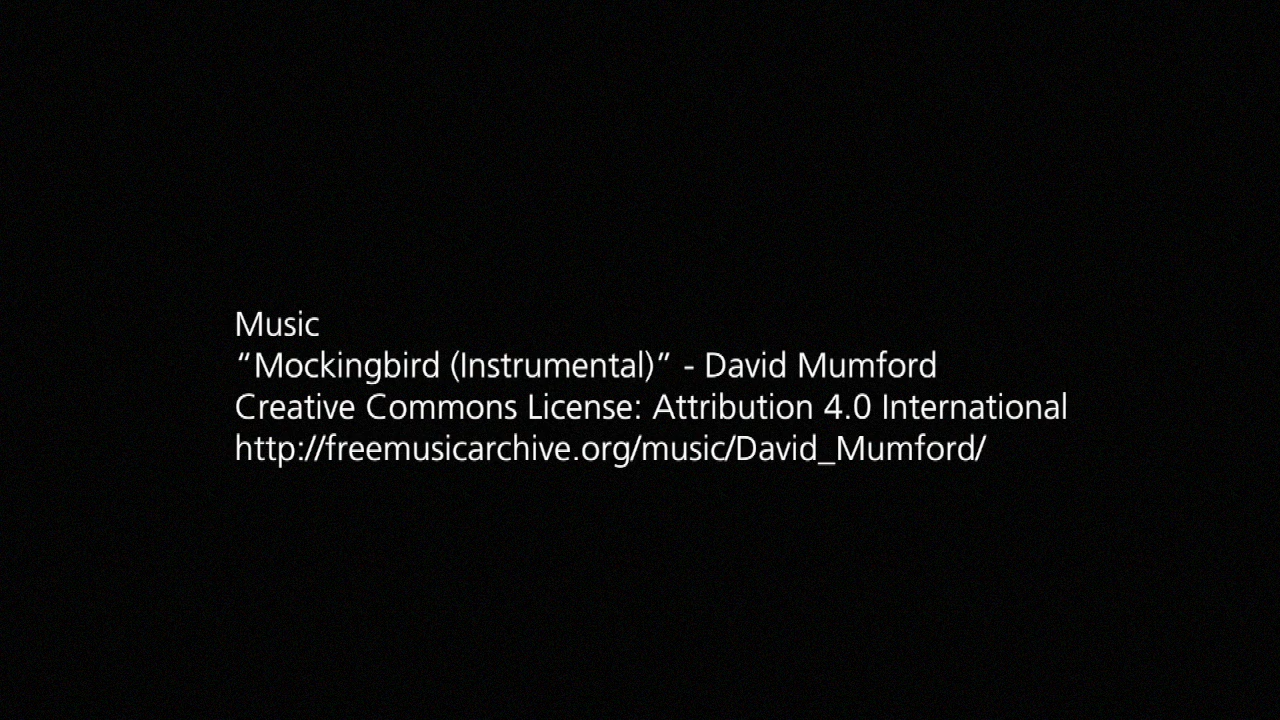 Music
“Mockingbird (Instrumental)” - David Mumford
Creative Commons License: Attribution 4.0 International
http://freemusicarchive.org/music/David_Mumford/